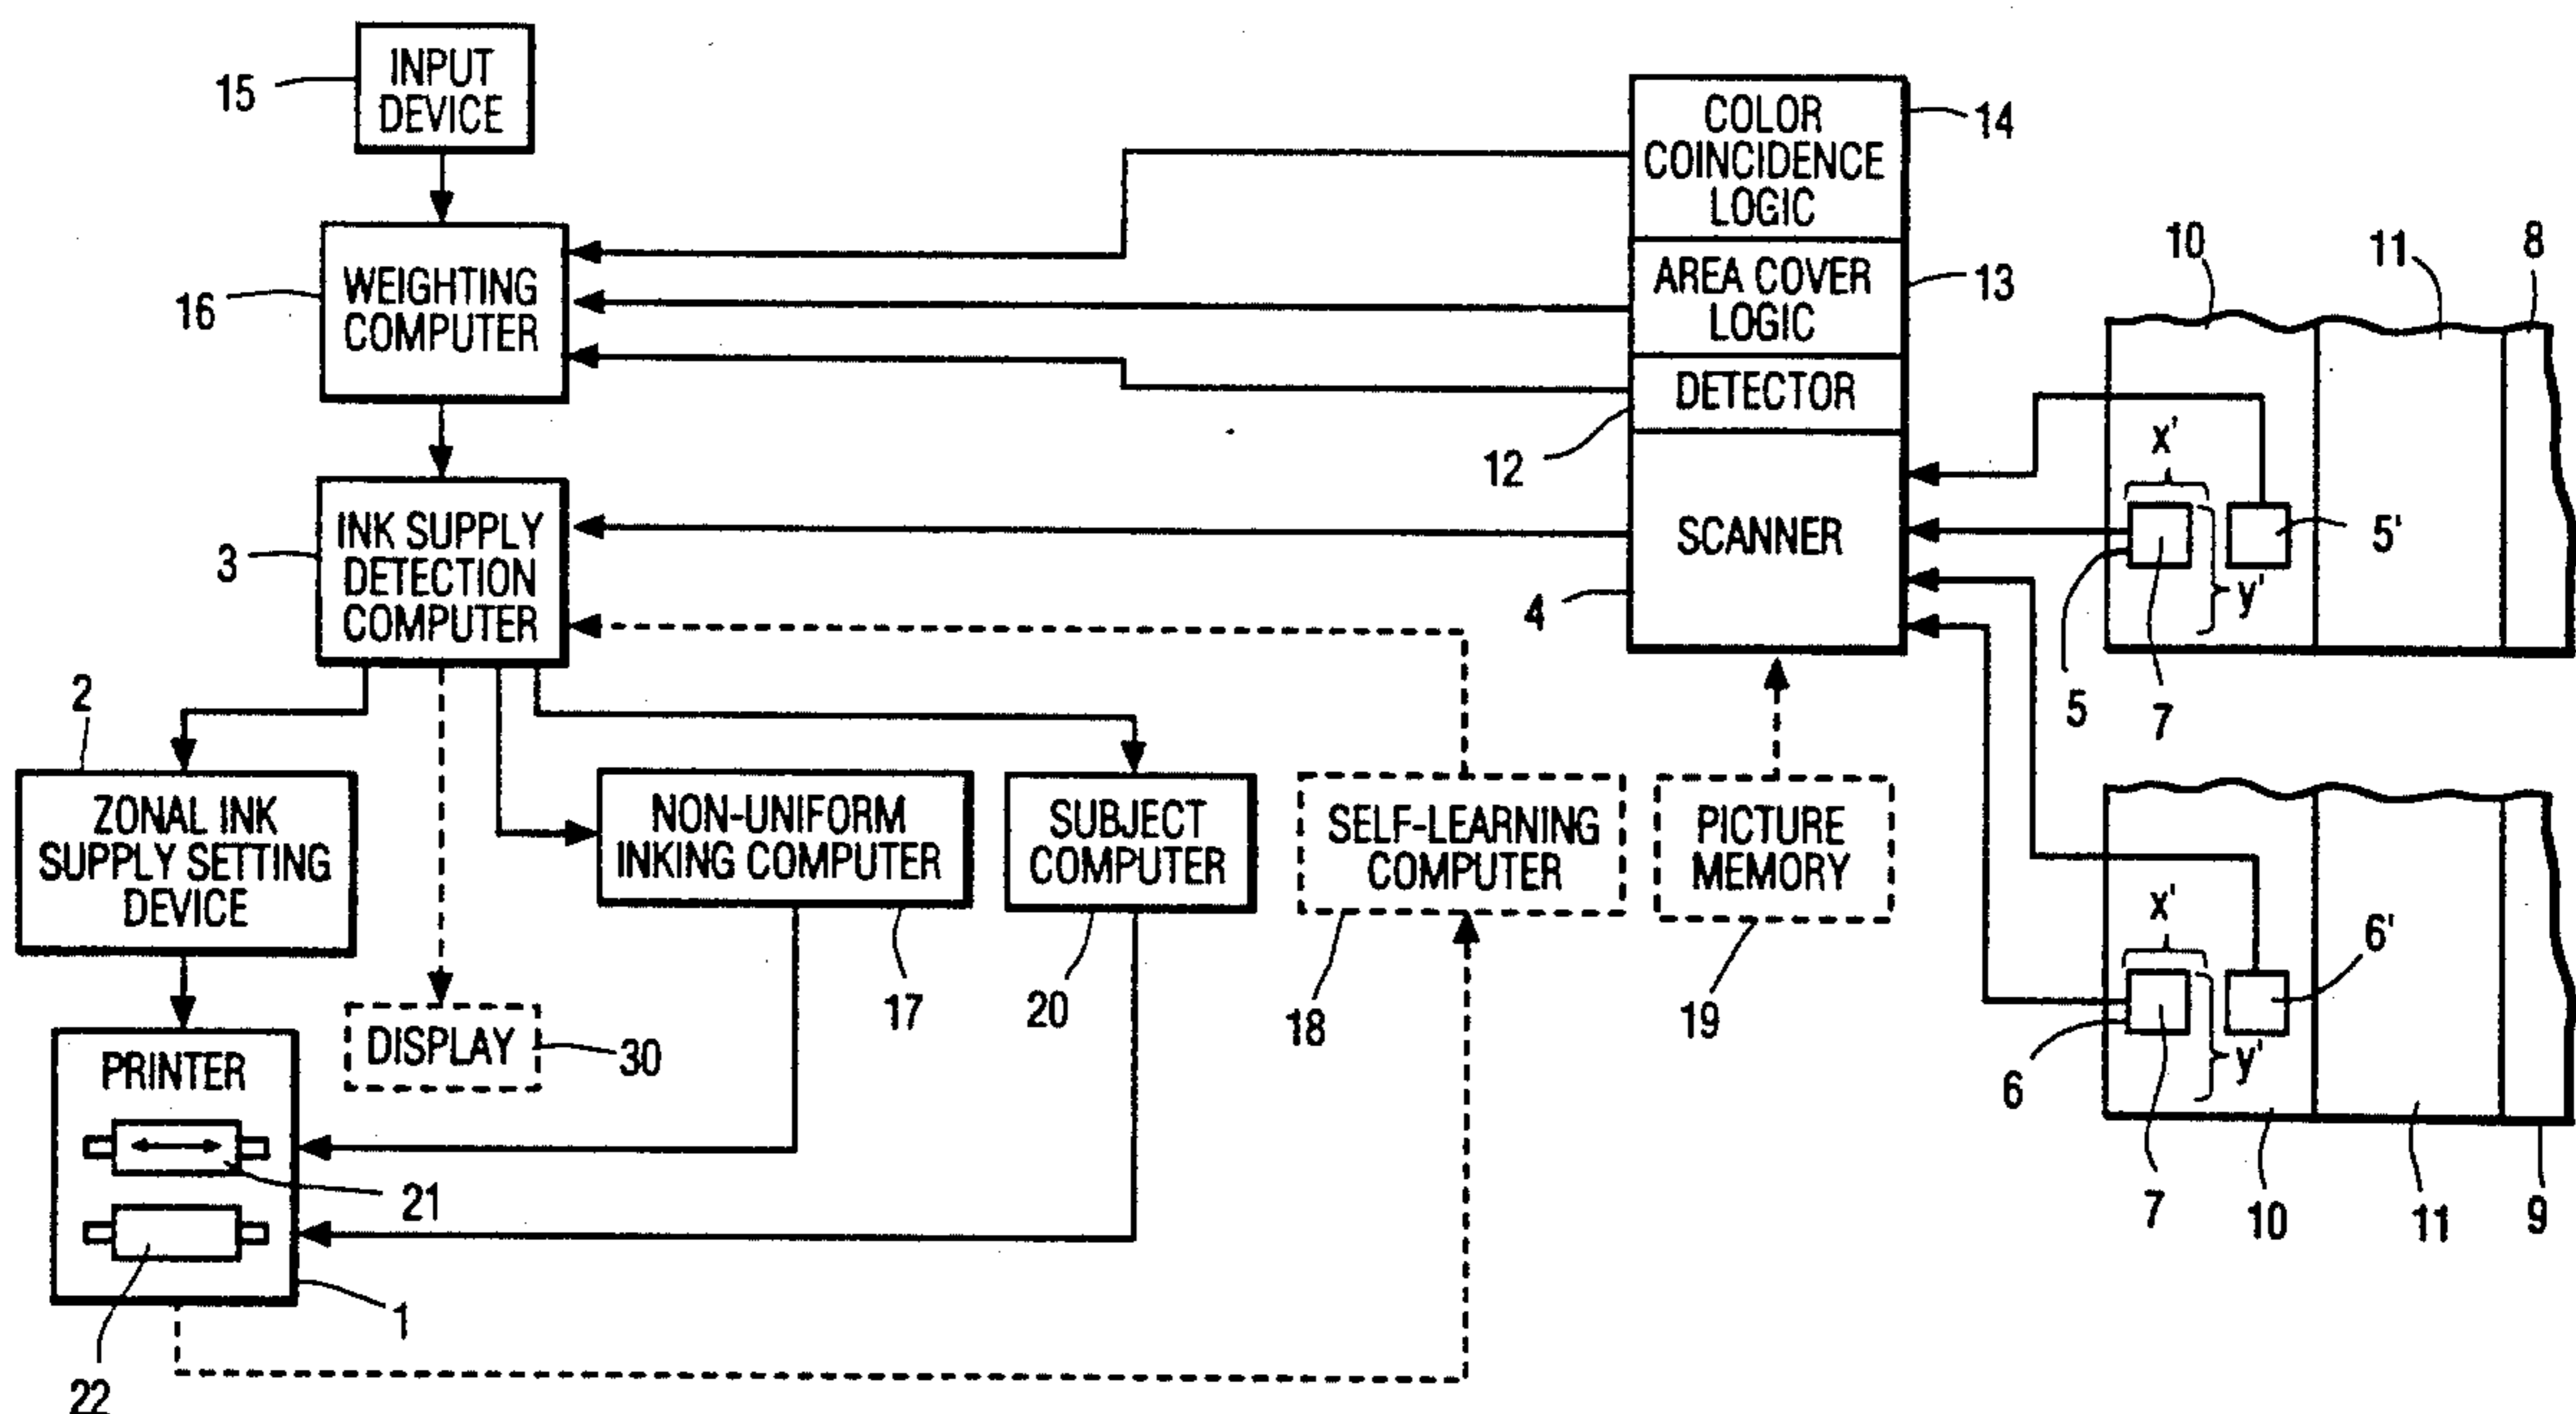 INPUT
DEVICE
15
COLOR
COINCIDENCE
LOGIC
14
WEIGHTING
COMPUTER
16
AREA COVER
LOGIC
13
DETECTOR
12
10
11
8
INK SUPPLY
DETECTION
COMPUTER
3
SCANNER
4
x'
y'
5'
5
7
2
ZONAL INK
SUPPLY SETTING
DEVICE
NON-UNIFORM
INKING COMPUTER
17
SUBJECT
COMPUTER
20
SELF-LEARNING
COMPUTER
18
PICTURE
MEMORY
19
x'
y'
6'
6
7
10
11
9
DISPLAY
30
PRINTER
21
22
1